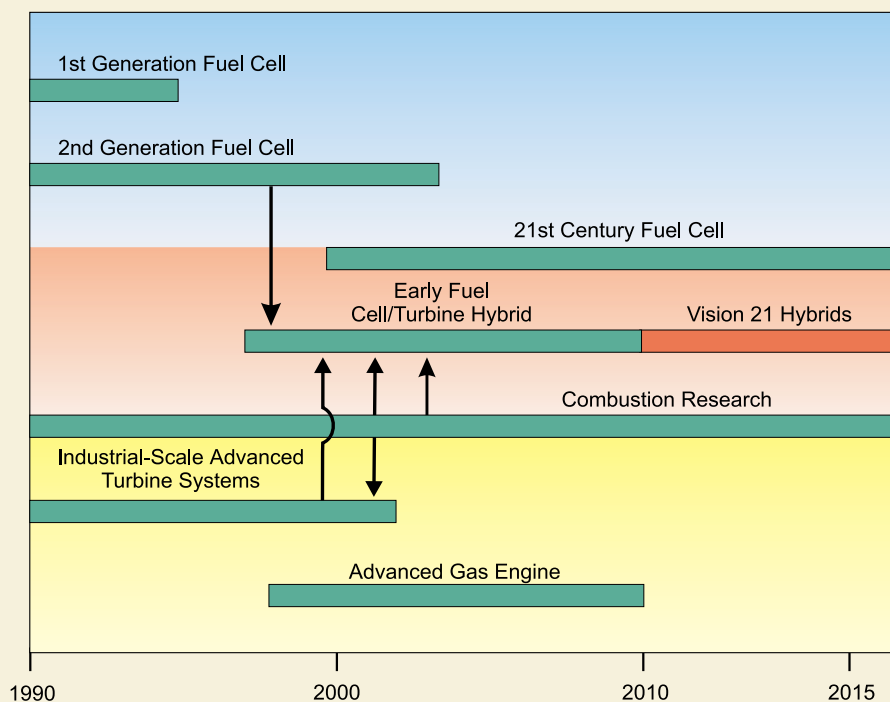 1st Generation Fuel Cell
2nd Generation Fuel Cell
21st Century Fuel Cell
Early Fuel
Cell/Turbine Hybrid
Vision 21 Hybrids
Combustion Research
Industrial-Scale Advanced
Turbine Systems
Advanced Gas Engine
1990
2000
2010
2015